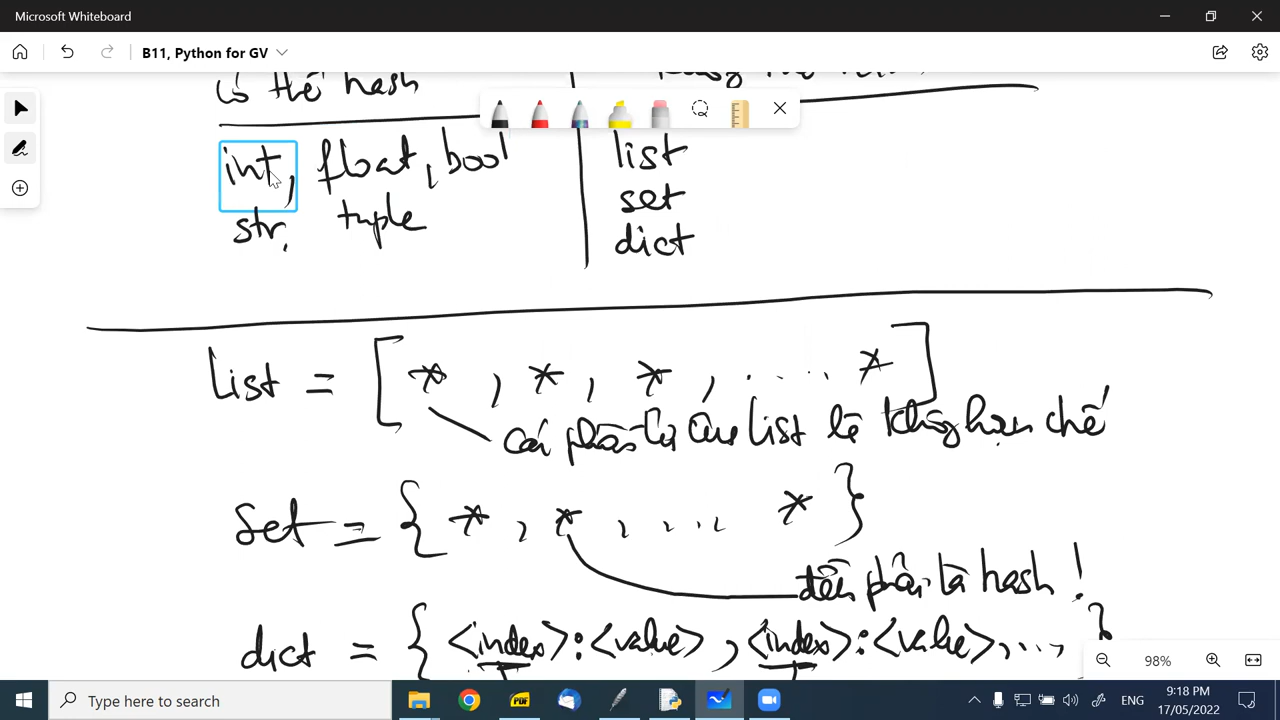 Microsoft Whiteboard
B11, Python for GV
có thể hash
int, float, bool
str, tuple
list
set
dict
list = [ * , * , * , . . . . * ]
các phần tử của list là không hạn chế
set = { * , * , . . . * }
đều phải là hash !
dict = { <index>:<value> , <index>:<value>, ... }
98%
Type here to search
ENG
9:18 PM
17/05/2022